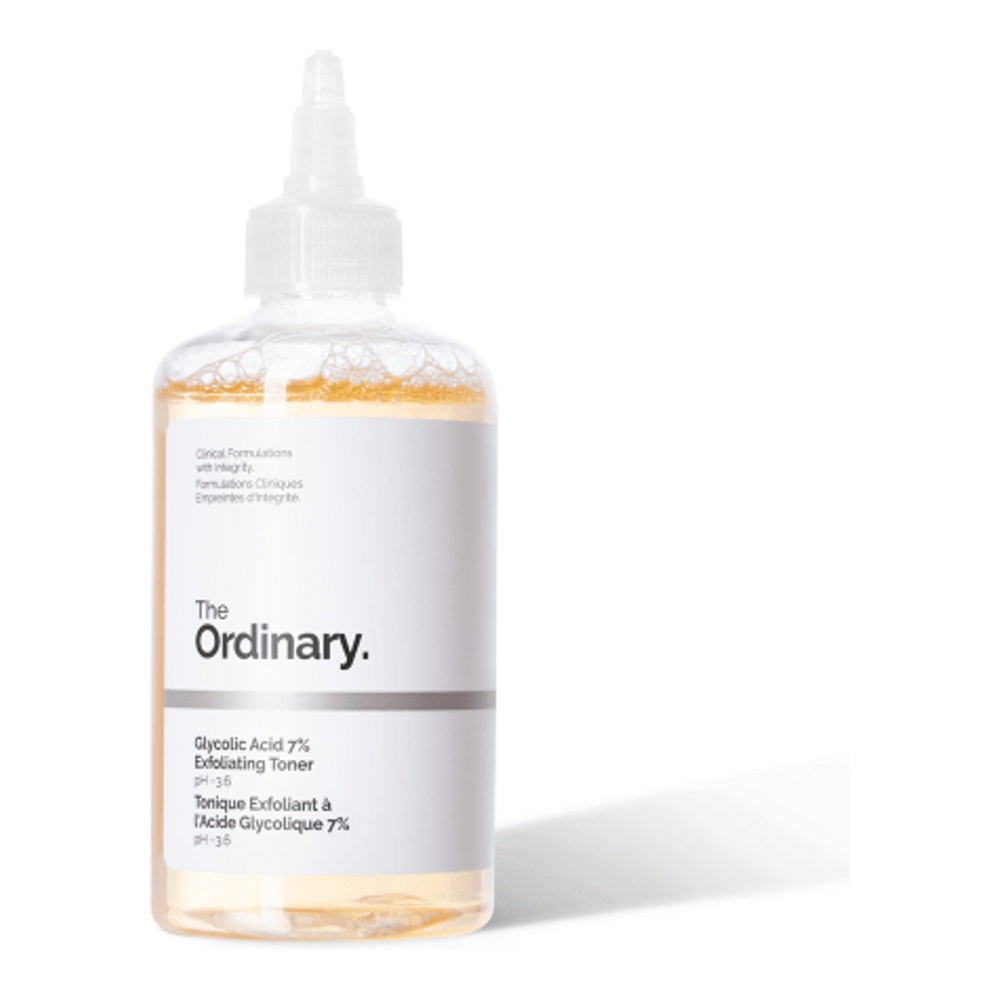 Clinical Formulations
with Integrity.
Formulations Cliniques
Empreintes d'Intégrité.
The
Ordinary.
Glycolic Acid 7%
Exfoliating Toner
pH ~3.6
Tonique Exfoliant à
l'Acide Glycolique 7%
pH ~3.6